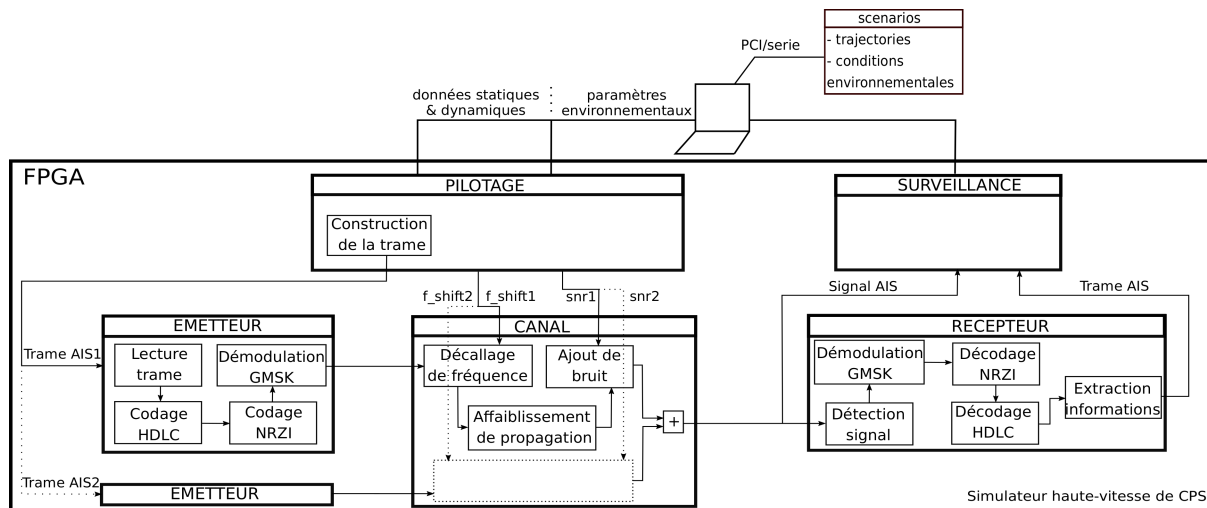 scenarios
- trajectories
- conditions
environnementales
PCI/serie
données statiques
& dynamiques
paramètres
environnementaux
FPGA
PILOTAGE
Construction
de la trame
SURVEILLANCE
f_shift2
f_shift1
snr1
snr2
Signal AIS
Trame AIS
EMETTEUR
Trame AIS1
Lecture
trame
Codage
HDLC
Codage
NRZI
Démodulation
GMSK
CANAL
Décallage
de fréquence
Ajout de
bruit
Affaiblissement
de propagation
+
RECEPTEUR
Démodulation
GMSK
Détection
signal
Décodage
NRZI
Décodage
HDLC
Extraction
informations
Trame AIS2
EMETTEUR
Simulateur haute-vitesse de CPS